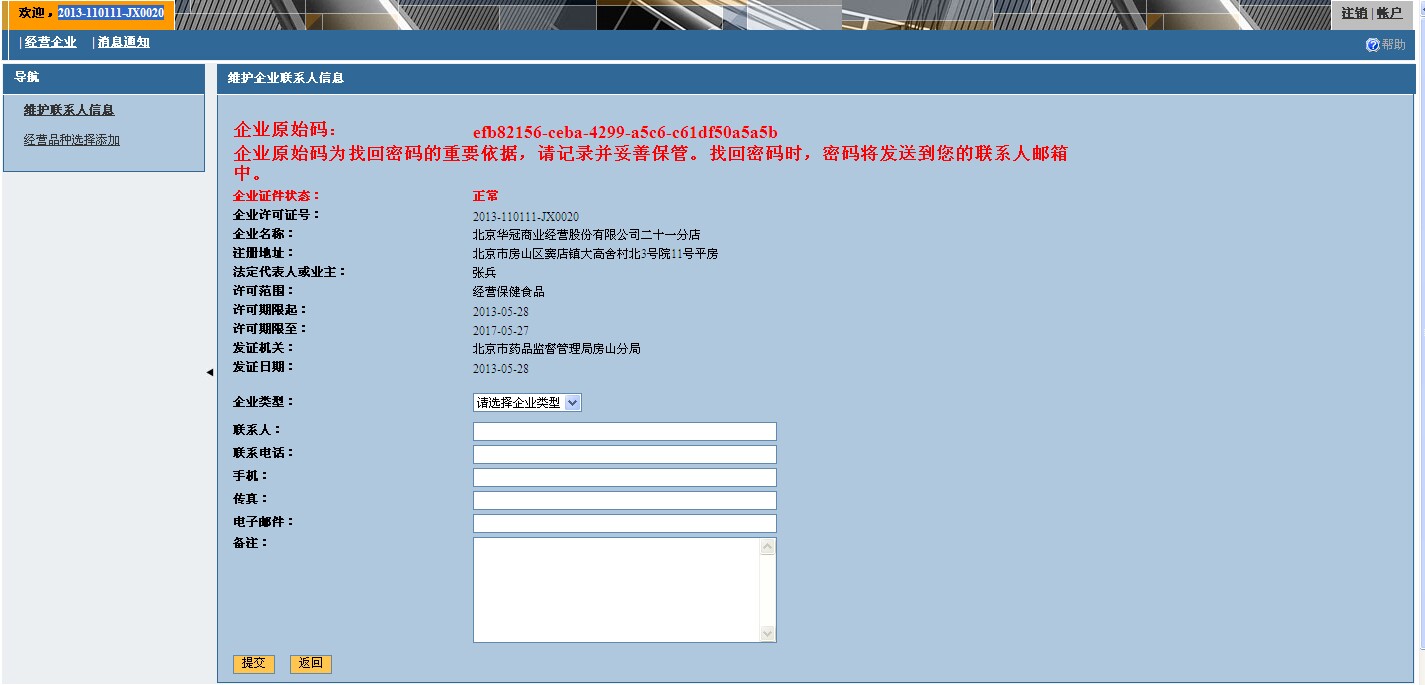 欢迎，2013-110111-JX0020
注销 | 帐户
| 经营企业 | 消息通知
帮助
导航
维护联系人信息
经营品种选择添加
维护企业联系人信息
企业原始码： efb82156-ceba-4299-a5c6-c61df50a5a5b
企业原始码为找回密码的重要依据，请记录并妥善保管。找回密码时，密码将发送到您的联系人邮箱
中。
企业证件状态： 正常
企业许可证号： 2013-110111-JX0020
企业名称： 北京华冠商业经营股份有限公司二十一分店
注册地址： 北京市房山区窦店镇大高舍村北3号院11号平房
法定代表人或业主： 张兵
许可范围： 经营保健食品
许可期限起： 2013-05-28
许可期限至： 2017-05-27
发证机关： 北京市药品监督管理局房山分局
发证日期： 2013-05-28
企业类型： 请选择企业类型
联系人：
联系电话：
手机：
传真：
电子邮件：
备注：
提交 返回